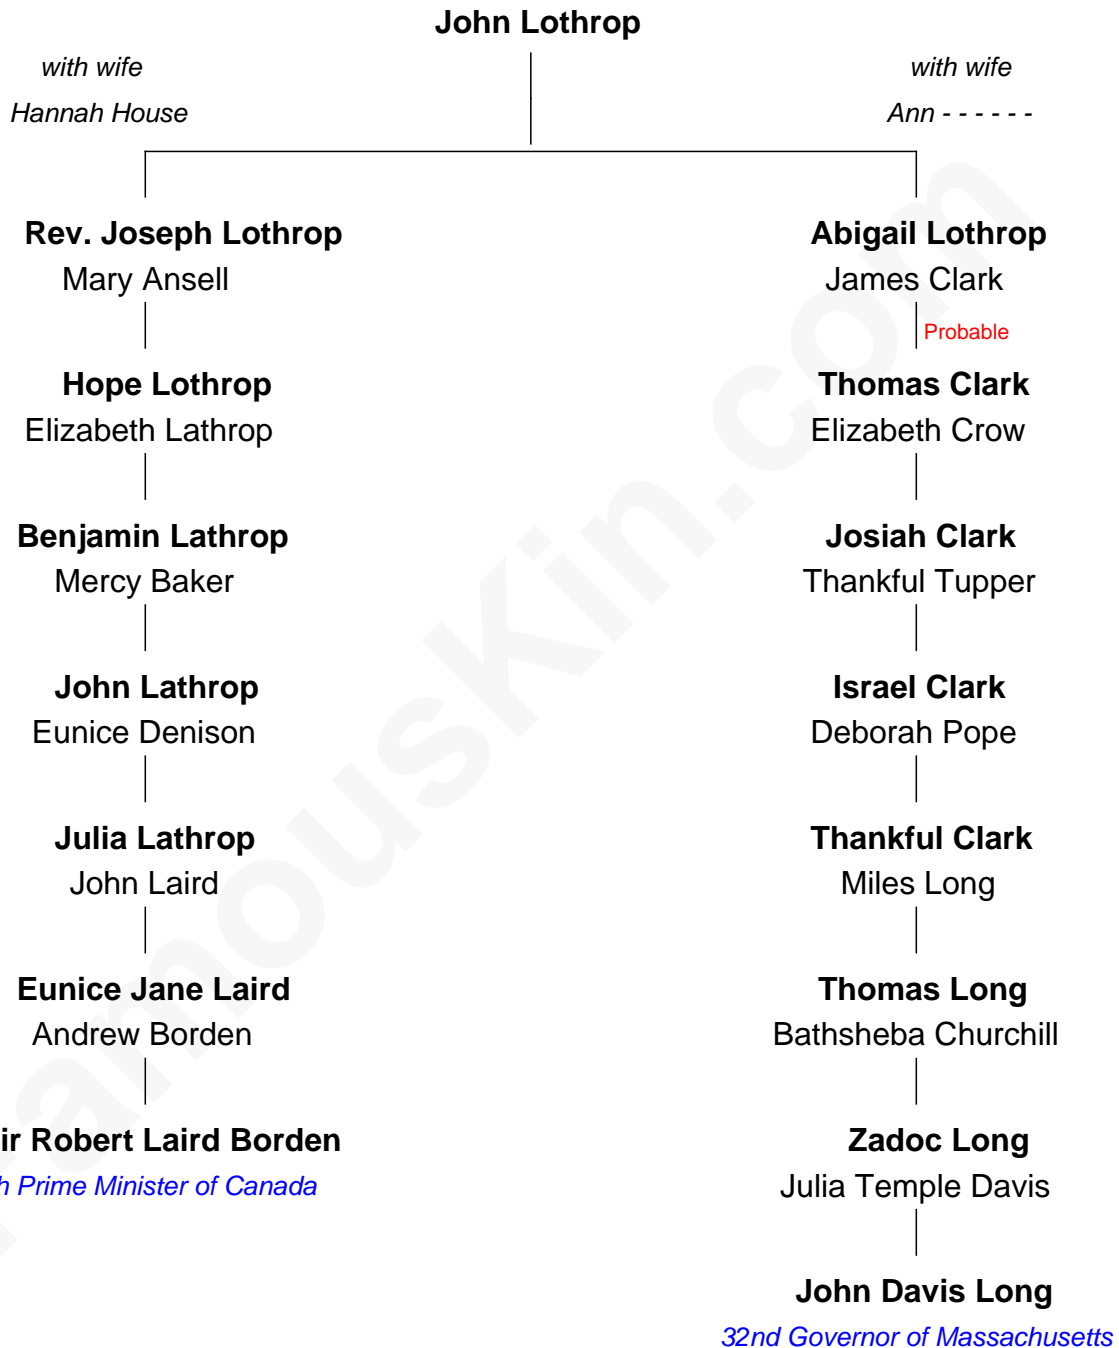 John Lothrop
with wife
Hannah House
with wife
Ann - - - - - -
Rev. Joseph Lothrop
Mary Ansell
Abigail Lothrop
James Clark
Probable
Hope Lothrop
Elizabeth Lathrop
Thomas Clark
Elizabeth Crow
Benjamin Lathrop
Mercy Baker
Josiah Clark
Thankful Tupper
John Lathrop
Eunice Denison
Israel Clark
Deborah Pope
Julia Lathrop
John Laird
Thankful Clark
Miles Long
Eunice Jane Laird
Andrew Borden
Thomas Long
Bathsheba Churchill
ir Robert Laird Borden
h Prime Minister of Canada
Zadoc Long
Julia Temple Davis
John Davis Long
32nd Governor of Massachusetts
FamousKin.com